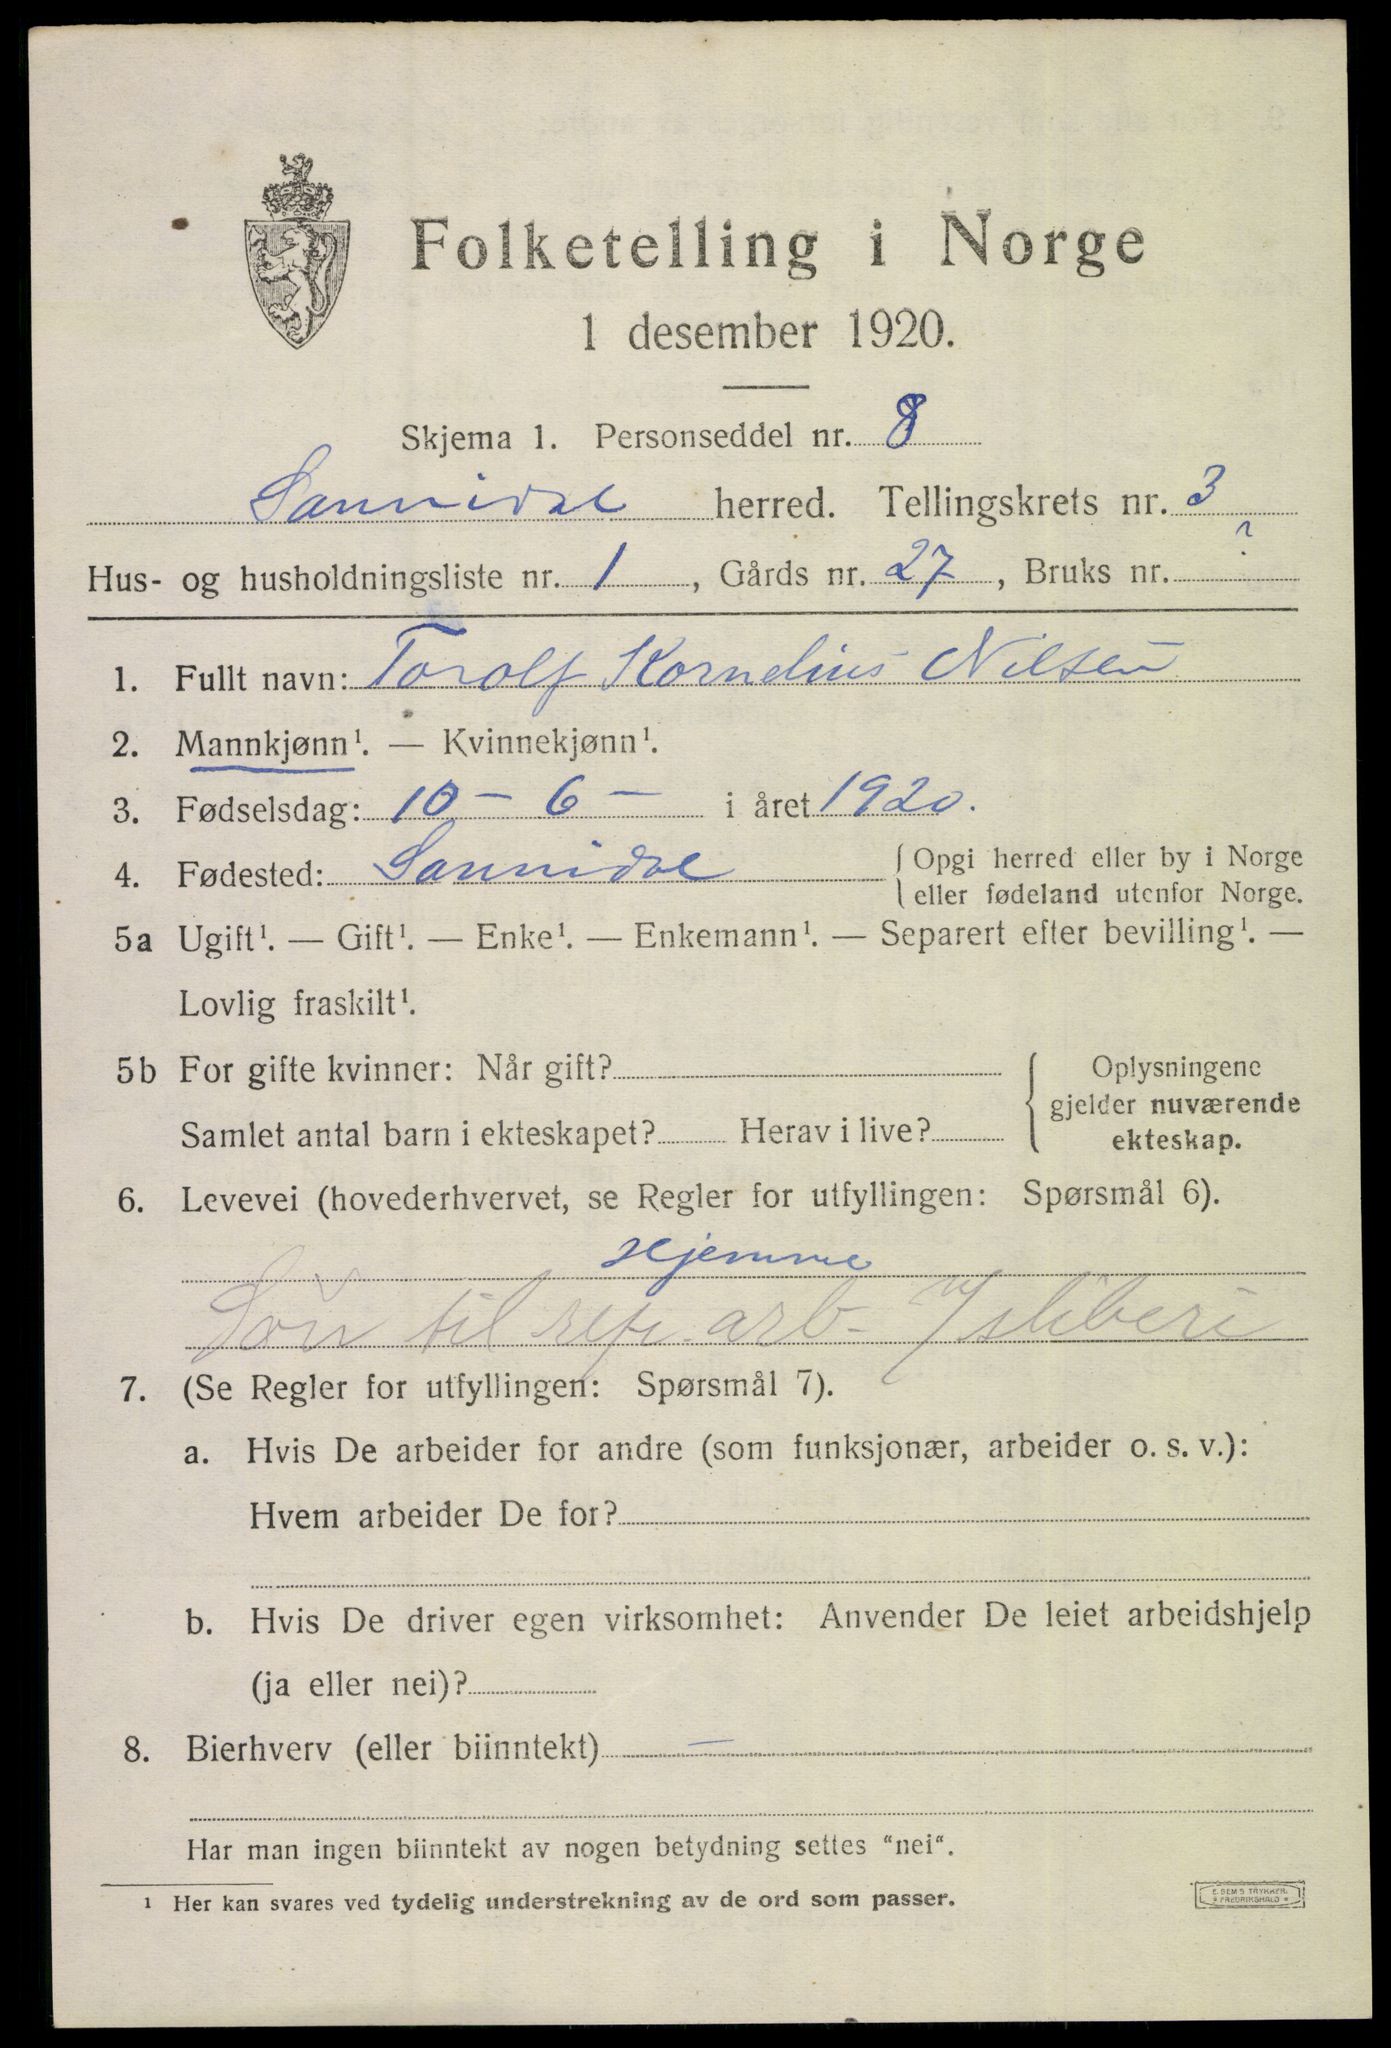 Folketelling i Norge
1 desember 1920.
Skjema 1. Personseddel nr. 8
Sannidal herred. Tellingskrets nr. 3
Hus- og husholdningsliste nr. 1, Gårds nr. 27, Bruks nr. ?
1. Fullt navn: Torolf Kornelius Nilsen
2. Mannkjønn¹. — Kvinnekjønn¹.
3. Fødselsdag: 10 – 6 – i året 1920.
4. Fødested: Sannidal { Opgi herred eller by i Norge
eller fødeland utenfor Norge.
5a Ugift¹. — Gift¹. — Enke¹. — Enkemann¹. — Separert efter bevilling¹. —
Lovlig fraskilt¹.
5b For gifte kvinner: Når gift? { Oplysningene
gjelder nuværende
Samlet antal barn i ekteskapet? Herav i live? ekteskap.
6. Levevei (hovederhvervet, se Regler for utfyllingen: Spørsmål 6).
Hjemme
Søn til arb.
7. (Se Regler for utfyllingen: Spørsmål 7).
a. Hvis De arbeider for andre (som funksjonær, arbeider o. s. v.):
Hvem arbeider De for?
b. Hvis De driver egen virksomhet: Anvender De leiet arbeidshjelp
(ja eller nei)?
8. Bierhverv (eller biinntekt) —
Har man ingen biinntekt av nogen betydning settes "nei".
¹ Her kan svares ved tydelig understrekning av de ord som passer.
E. SEM'S TRYKKERI
* FREDRIKSHALD *